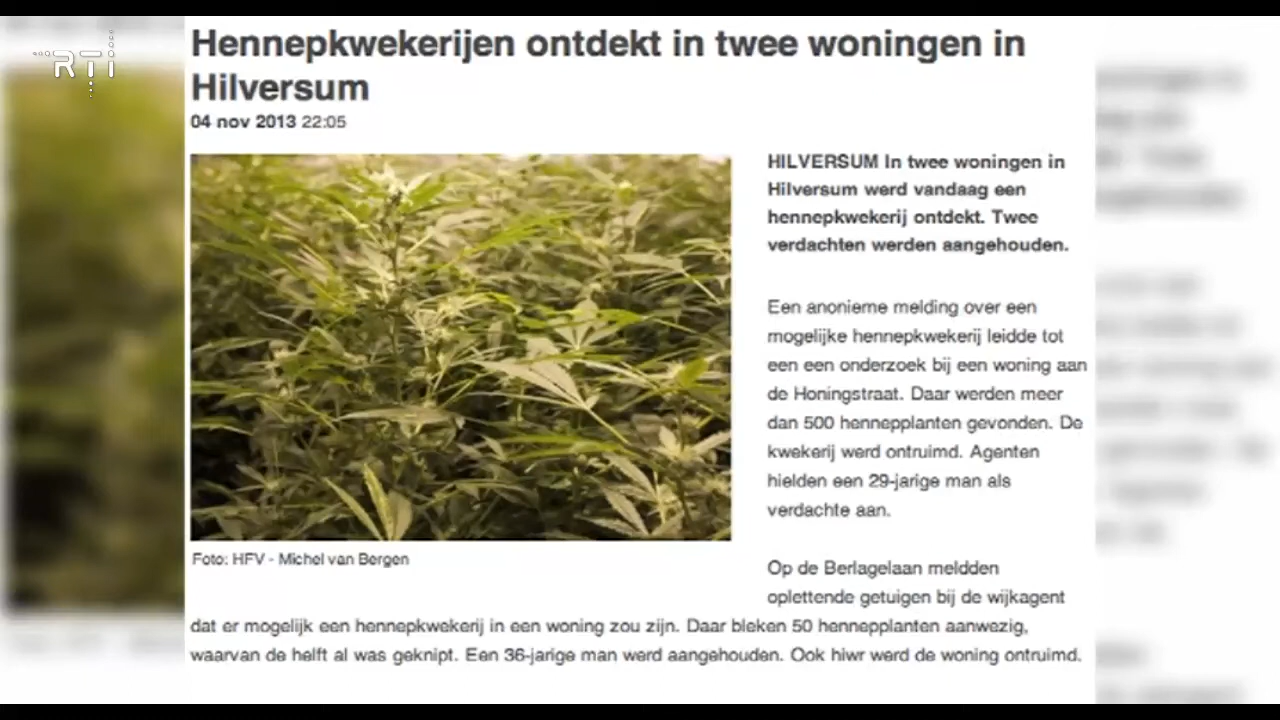 RTI
Hennepkwekerijen ontdekt in twee woningen in
Hilversum
04 nov 2013 22:05
HILVERSUM In twee woningen in
Hilversum werd vandaag een
hennepkwekerij ontdekt. Twee
verdachten werden aangehouden.
Een anonieme melding over een
mogelijke hennepkwekerij leidde tot
een een onderzoek bij een woning aan
de Honingstraat. Daar werden meer
dan 500 hennepplanten gevonden. De
kwekerij werd ontruimd. Agenten
hielden een 29-jarige man als
verdachte aan.
Foto: HFV - Michel van Bergen
Op de Berlagelaan meldden
oplettende getuigen bij de wijkagent
dat er mogelijk een hennepkwekerij in een woning zou zijn. Daar bleken 50 hennepplanten aanwezig,
waarvan de helft al was geknipt. Een 36-jarige man werd aangehouden. Ook hiwr werd de woning ontruimd.